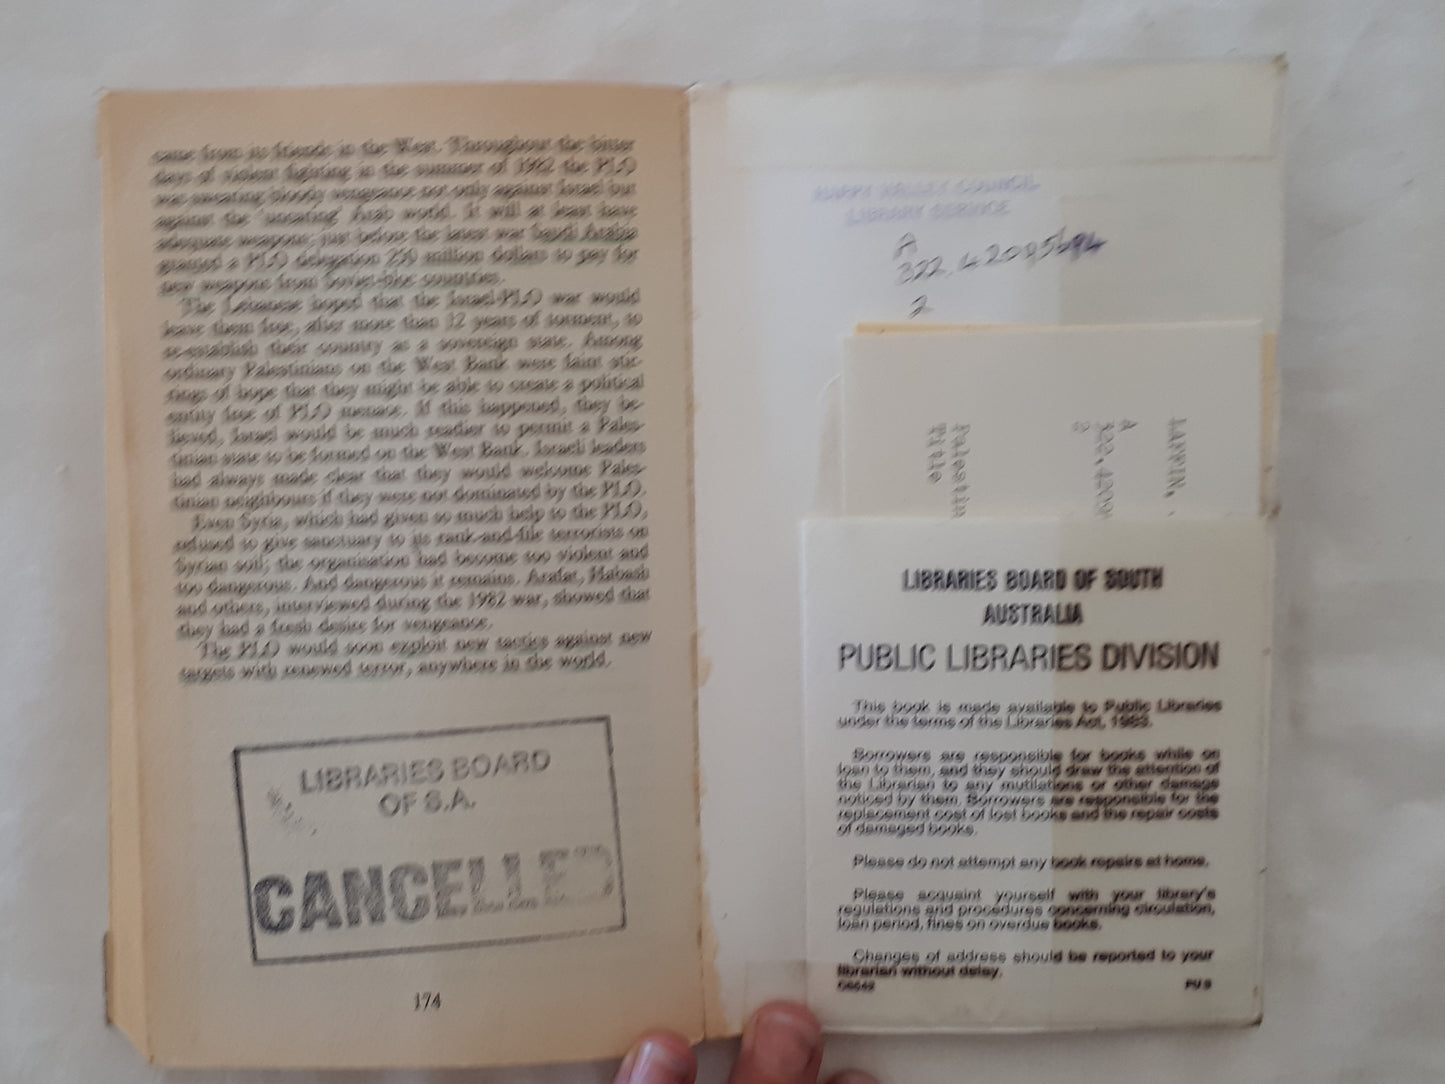 came from its friends in the West. Throughout the bitter
days of violent fighting in the summer of 1982 the PLO
was swearing bloody vengeance not only against Israel but
against the 'uncaring' Arab world. It will at least have
adequate weapons; just before the latest war Saudi Arabia
granted a PLO delegation 250 million dollars to pay for
new weapons from Soviet-bloc countries.
The Lebanese hoped that the Israel-PLO war would
leave them free, after more than 12 years of torment, to
re-establish their country as a sovereign state. Among
ordinary Palestinians on the West Bank were faint stir-
rings of hope that they might be able to create a political
entity free of PLO menace. If this happened, they be-
lieved, Israel would be much readier to permit a Pales-
tinian state to be formed on the West Bank. Israeli leaders
had always made clear that they would welcome Pales-
tinian neighbours if they were not dominated by the PLO.
Even Syria, which had given so much help to the PLO,
refused to give sanctuary to its rank-and-file terrorists on
Syrian soil; the organisation had become too violent and
too dangerous. And dangerous it remains. Arafat, Habash
and others, interviewed during the 1982 war, showed that
they had a fresh desire for vengeance.
The PLO would soon exploit new tactics against new
targets with renewed terror, anywhere in the world.
LIBRARIES BOARD
OF S.A.
CANCELLED
174
HAPPY VALLEY COUNCIL
LIBRARY SERVICE
A
322.42095694
2
A
322.4209
2
Palestin
Title
LIBRARIES BOARD OF SOUTH
AUSTRALIA
PUBLIC LIBRARIES DIVISION
This book is made available to Public Libraries
under the terms of the Libraries Act, 1983.
Borrowers are responsible for books while on
loan to them, and they should draw the attention of
the Librarian to any mutilations or other damage
noticed by them. Borrowers are responsible for the
replacement cost of lost books and the repair costs
of damaged books.
Please do not attempt any book repairs at home.
Please acquaint yourself with your library's
regulations and procedures concerning circulation,
loan period, fines on overdue books.
Changes of address should be reported to your
librarian without delay.